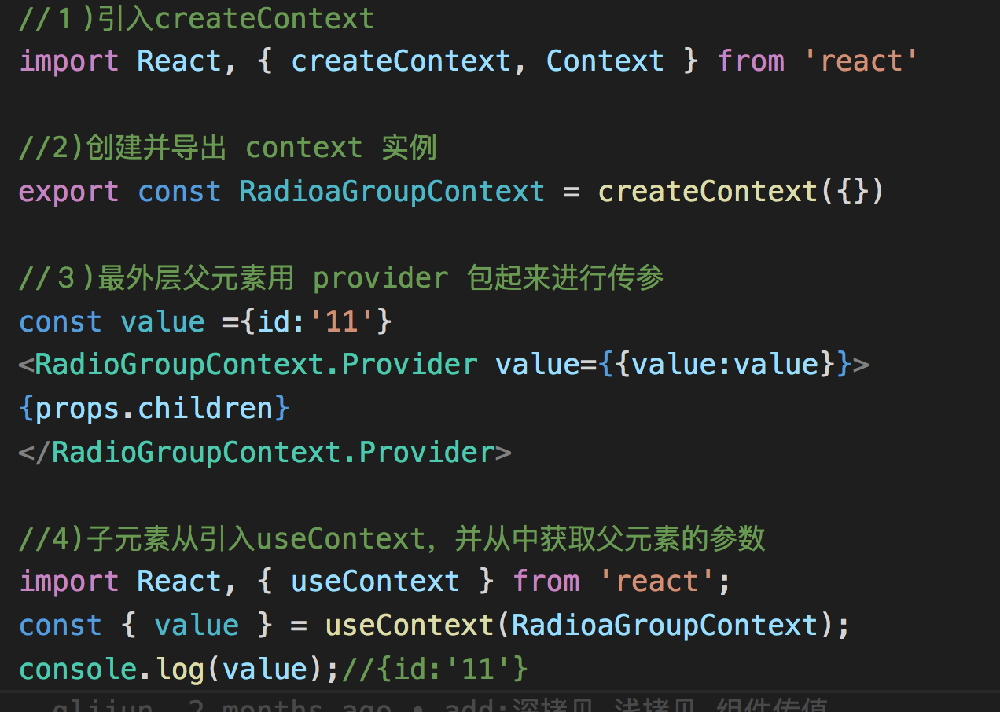 //１)引入createContext
import React, { createContext, Context } from 'react'
//2)创建并导出 context 实例
export const RadioaGroupContext = createContext({})
//３)最外层父元素用 provider 包起来进行传参
const value ={id:'11'}
<RadioGroupContext.Provider value={{value:value}}>
{props.children}
</RadioGroupContext.Provider>
//4)子元素从引入useContext，并从中获取父元素的参数
import React, { useContext } from 'react';
const { value } = useContext(RadioaGroupContext);
console.log(value);//{id:'11'}
2 months ago • add:深拷贝 浅拷贝 组件传值